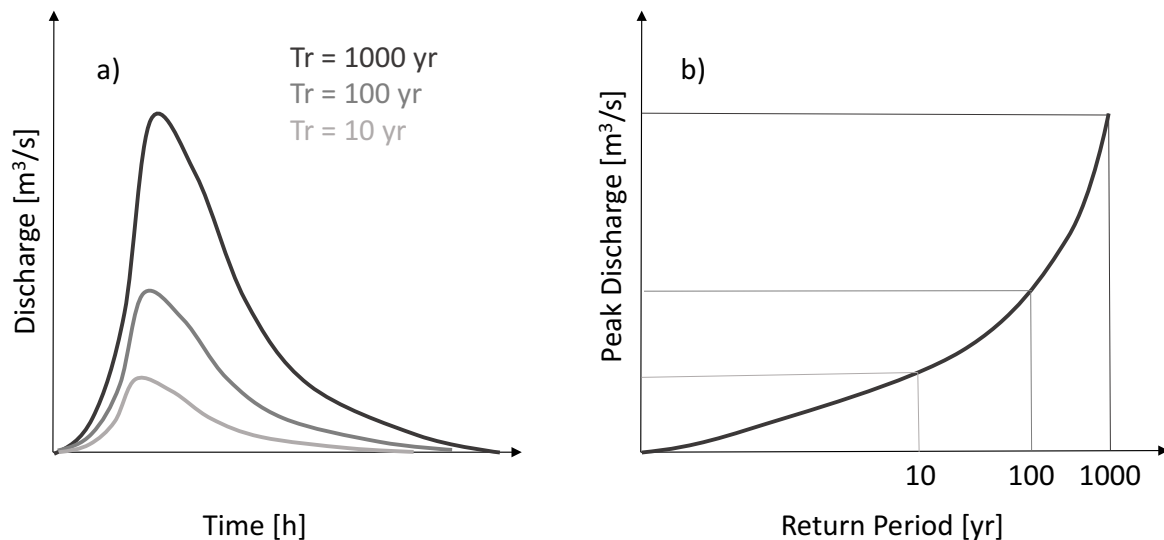 a)
Tr = 1000 yr
Tr = 100 yr
Tr = 10 yr
Discharge [m³/s]
Time [h]
b)
Peak Discharge [m³/s]
10 100 1000
Return Period [yr]